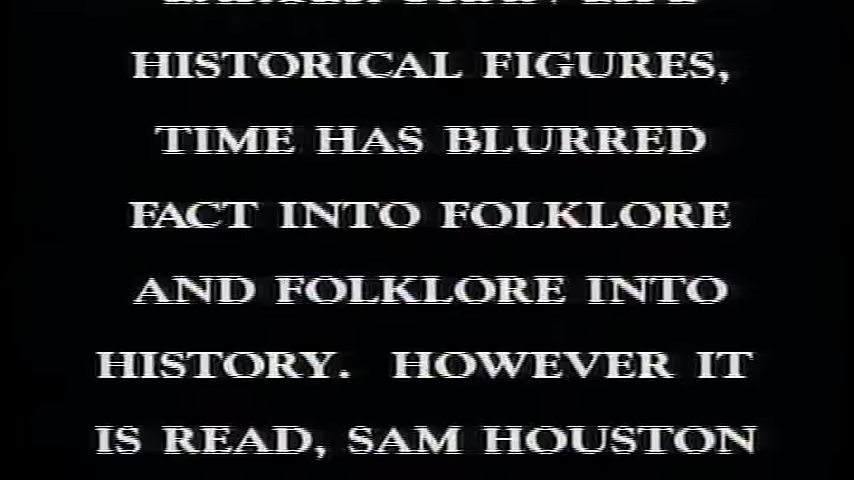 HISTORICAL FIGURES,
TIME HAS BLURRED
FACT INTO FOLKLORE
AND FOLKLORE INTO
HISTORY. HOWEVER IT
IS READ, SAM HOUSTON